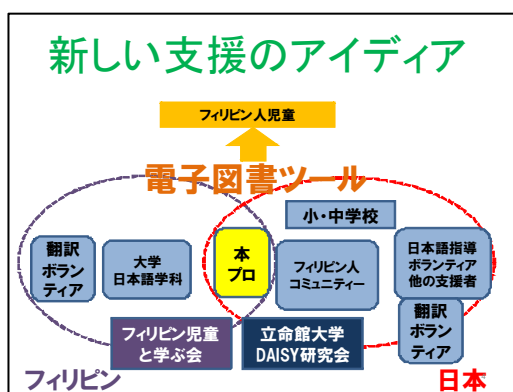 新しい支援のアイディア
フィリピン人児童
電子図書ツール
小・中学校
翻訳
ボラン
ティア
大学
日本語学科
本
プロ
フィリピン人
コミュニティー
日本語指導
ボランティア
他の支援者
翻訳
ボラン
ティア
フィリピン児童
と学ぶ会
立命館大学
DAISY研究会
フィリピン
日本